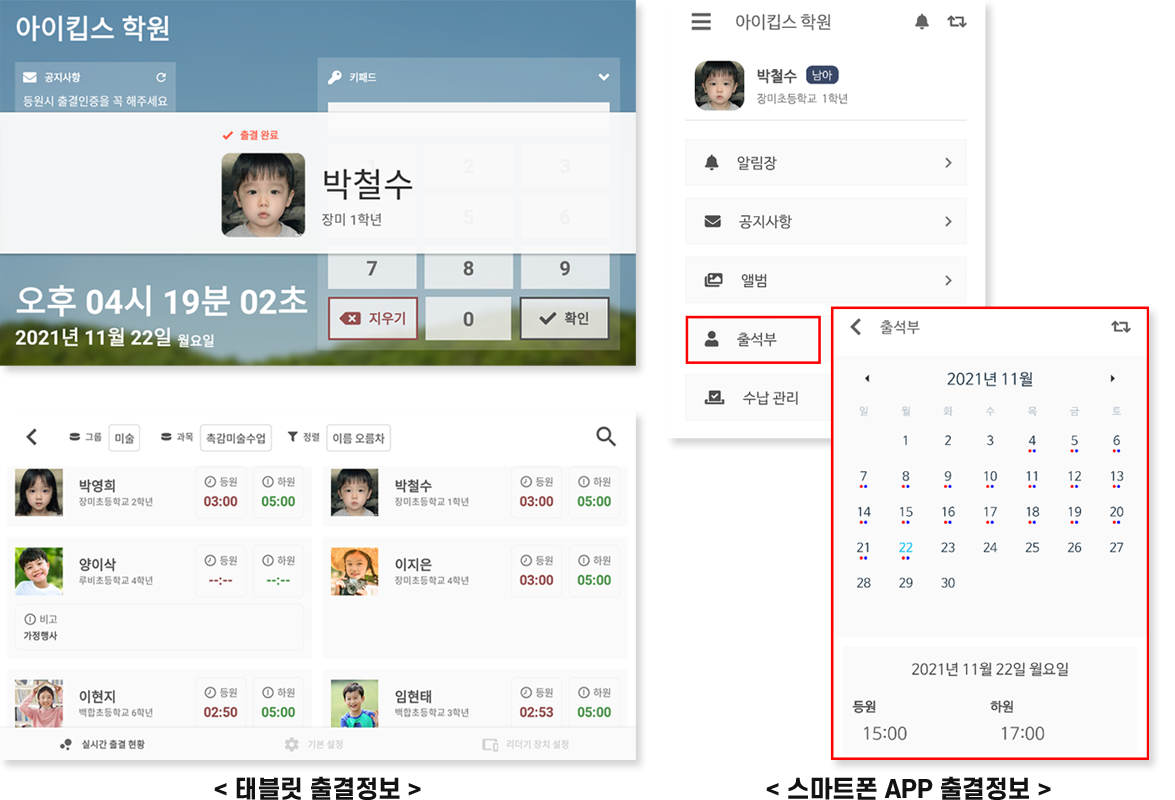 아이킵스 학원
공지사항
등원시 출결인증을 꼭 해주세요
키패드
출결 완료
박철수
장미 1학년
1 2 3
5 6
7 8 9
지우기 0 확인
오후 04시 19분 02초
2021년 11월 22일 월요일
그룹 미술 과목 촉감미술수업 정렬 이름 오름차
박영희
장미초등학교 2학년
등원 하원
03:00 05:00
박철수
장미초등학교 1학년
등원 하원
03:00 05:00
양이삭
루비초등학교 4학년
등원 하원
--:-- --:--
비고
가정행사
이지은
장미초등학교 4학년
등원 하원
03:00 05:00
이현지
백합초등학교 6학년
등원 하원
02:50 05:00
임현태
백합초등학교 3학년
등원 하원
02:53 05:00
실시간 출결 현황 기본 설정 리더기 장치 설정
< 태블릿 출결정보 >
아이킵스 학원
박철수 남아
장미초등학교 1학년
알림장
공지사항
앨범
출석부
수납 관리
출석부
2021년 11월
일 월 화 수 목 금 토
1 2 3 4 5 6
7 8 9 10 11 12 13
14 15 16 17 18 19 20
21 22 23 24 25 26 27
28 29 30
2021년 11월 22일 월요일
등원 하원
15:00 17:00
< 스마트폰 APP 출결정보 >